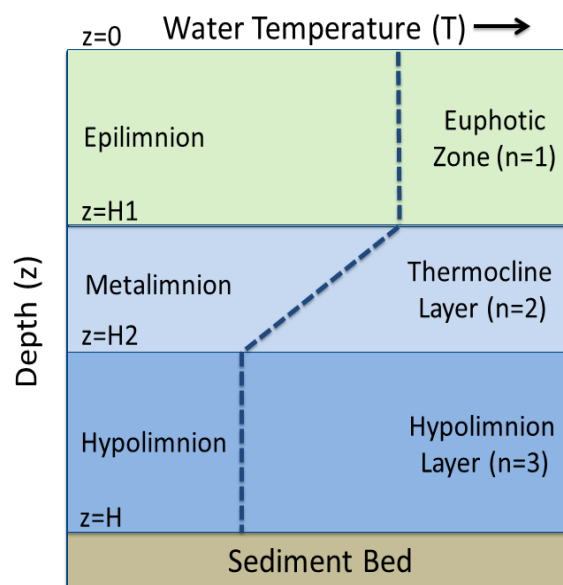 Water Temperature (T)
z=0
Epilimnion
Euphotic
Zone (n=1)
z=H1
Metalimnion
Thermocline
Layer (n=2)
z=H2
Depth (z)
Hypolimnion
Hypolimnion
Layer (n=3)
z=H
Sediment Bed